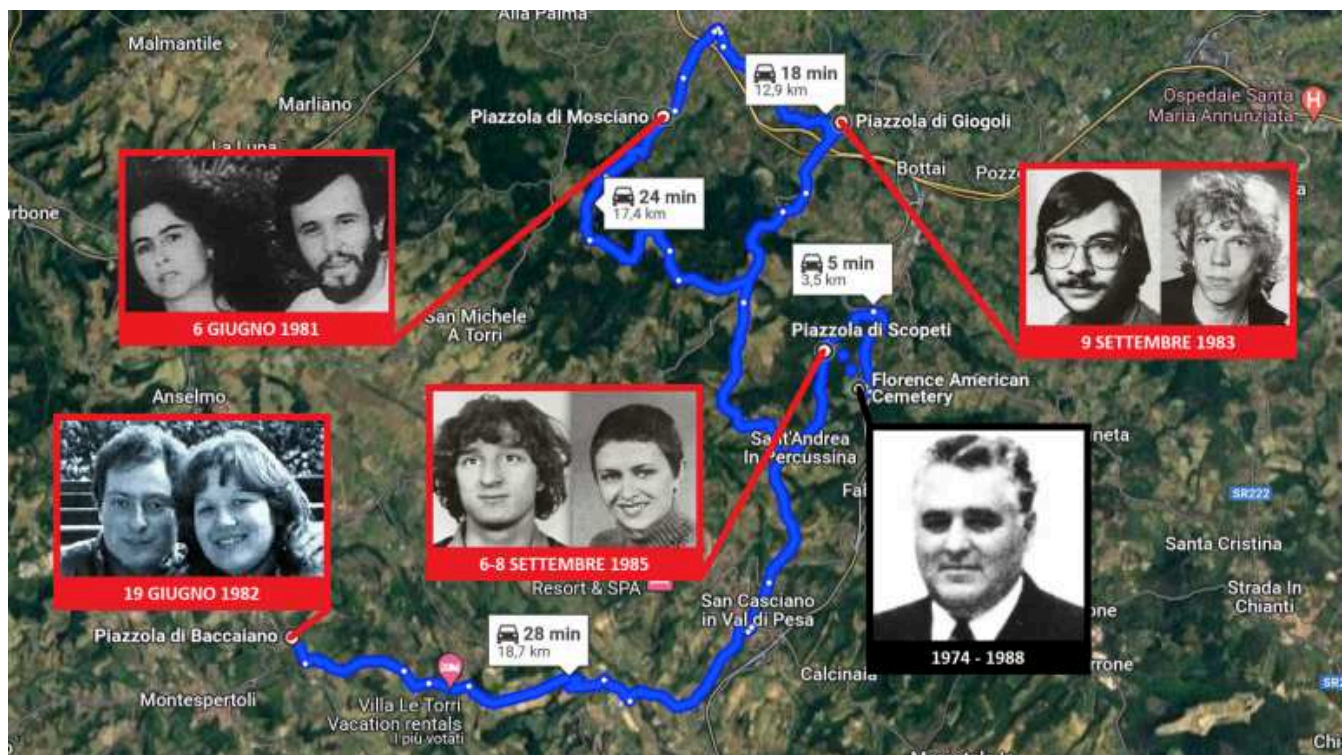 Alla Palma
Malmantile
Marliano
La Luna
18 min
12,9 km
Ospedale Santa
Maria Annunziata
H
Piazzola di Mosciano
Piazzola di Giogoli
Bottai
24 min
17,4 km
5 min
3,5 km
6 GIUGNO 1981
San Michele
A Torri
Piazzola di Scopeti
9 SETTEMBRE 1983
Florence American
Cemetery
Anselmo
Sant'Andrea
In Percussina
SR222
6-8 SETTEMBRE 1985
Santa Cristina
Resort & SPA
19 GIUGNO 1982
San Casciano
in Val di Pesa
Strada In
Chianti
Piazzola di Baccaiano
28 min
18,7 km
1974 - 1988
Calcinaia
Montespertoli
Villa Le Torri
Vacation rentals
I più votati